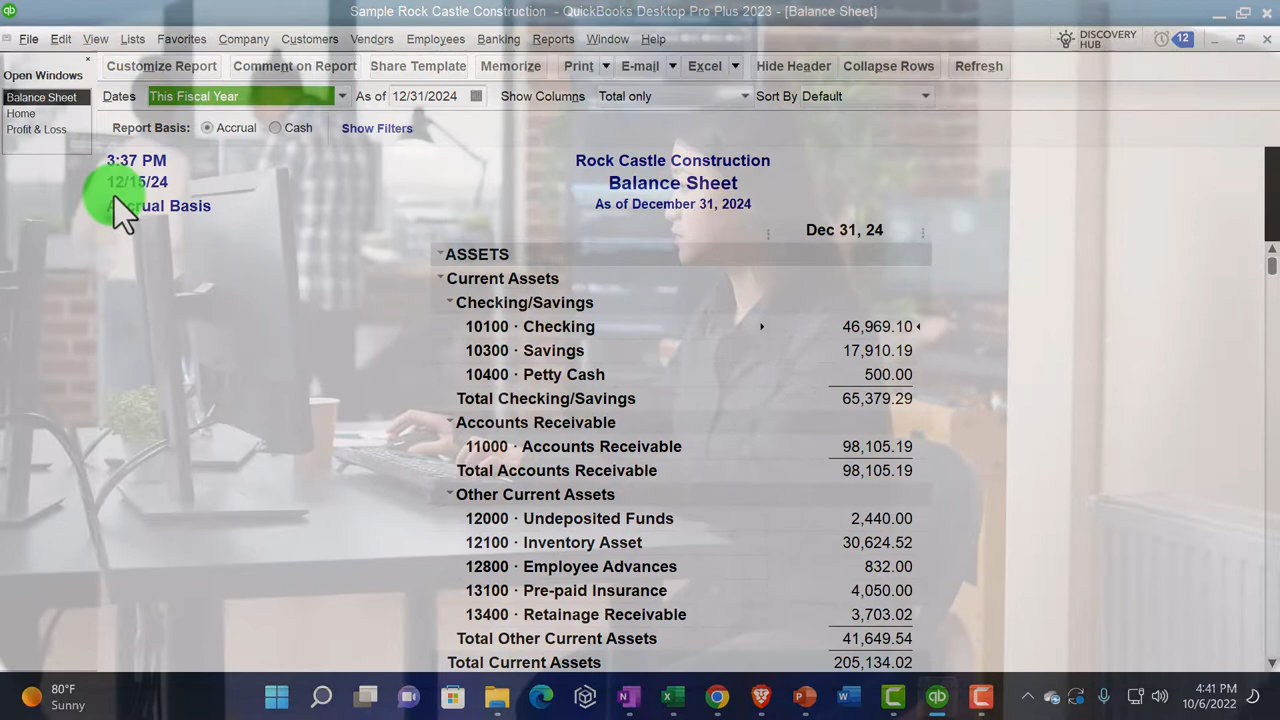 Sample Rock Castle Construction - QuickBooks Desktop Pro Plus 2023 - [Balance Sheet]
File Edit View Lists Favorites Company Customers Vendors Employees Banking Reports Window Help DISCOVERY HUB 12
Open Windows
Balance Sheet
Home
Profit & Loss
Customize Report Comment on Report Share Template Memorize Print E-mail Excel Hide Header Collapse Rows Refresh
Dates This Fiscal Year As of 12/31/2024 Show Columns Total only Sort By Default
Report Basis: Accrual Cash Show Filters
3:37 PM
12/15/24
Accrual Basis
Rock Castle Construction
Balance Sheet
As of December 31, 2024
Dec 31, 24
ASSETS
Current Assets
Checking/Savings
10100 · Checking 46,969.10
10300 · Savings 17,910.19
10400 · Petty Cash 500.00
Total Checking/Savings 65,379.29
Accounts Receivable
11000 · Accounts Receivable 98,105.19
Total Accounts Receivable 98,105.19
Other Current Assets
12000 · Undeposited Funds 2,440.00
12100 · Inventory Asset 30,624.52
12800 · Employee Advances 832.00
13100 · Pre-paid Insurance 4,050.00
13400 · Retainage Receivable 3,703.02
Total Other Current Assets 41,649.54
Total Current Assets 205,134.02
80°F
Sunny
4:41 PM
10/6/2022